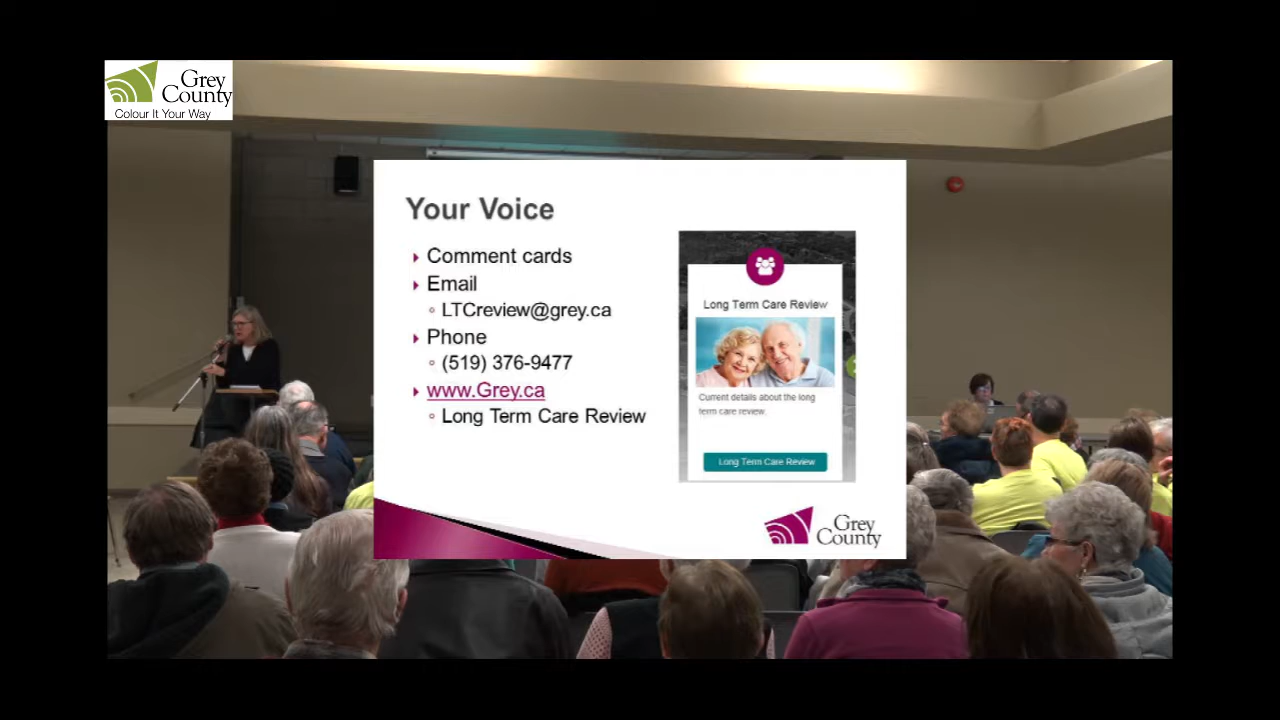 Grey
County
Colour It Your Way
Your Voice
Comment cards
Email
LTCreview@grey.ca
Phone
(519) 376-9477
www.Grey.ca
Long Term Care Review
Long Term Care Review
Current details about the long
term care review.
Long Term Care Review
Grey
County